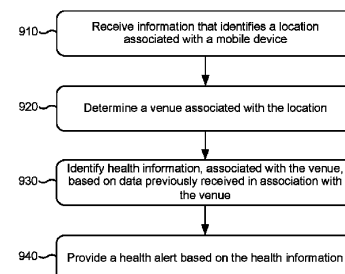 910
Receive information that identifies a location
associated with a mobile device
920
Determine a venue associated with the location
930
Identify health information, associated with the venue,
based on data previously received in association with
the venue
940
Provide a health alert based on the health information